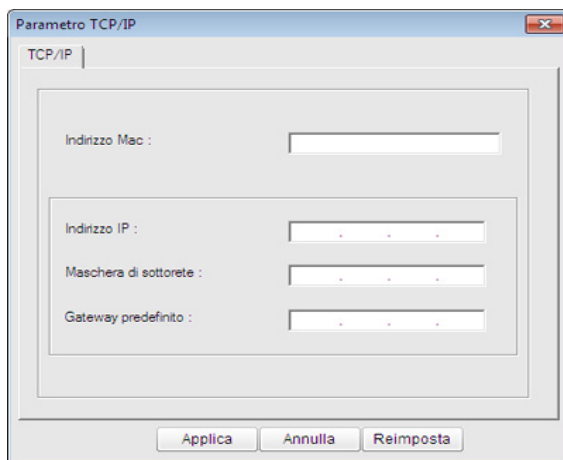 Parametro TCP/IP
TCP/IP
Indirizzo Mac :
Indirizzo IP :
. . .
Maschera di sottorete :
. . .
Gateway predefinito :
. . .
Applica Annulla Reimposta